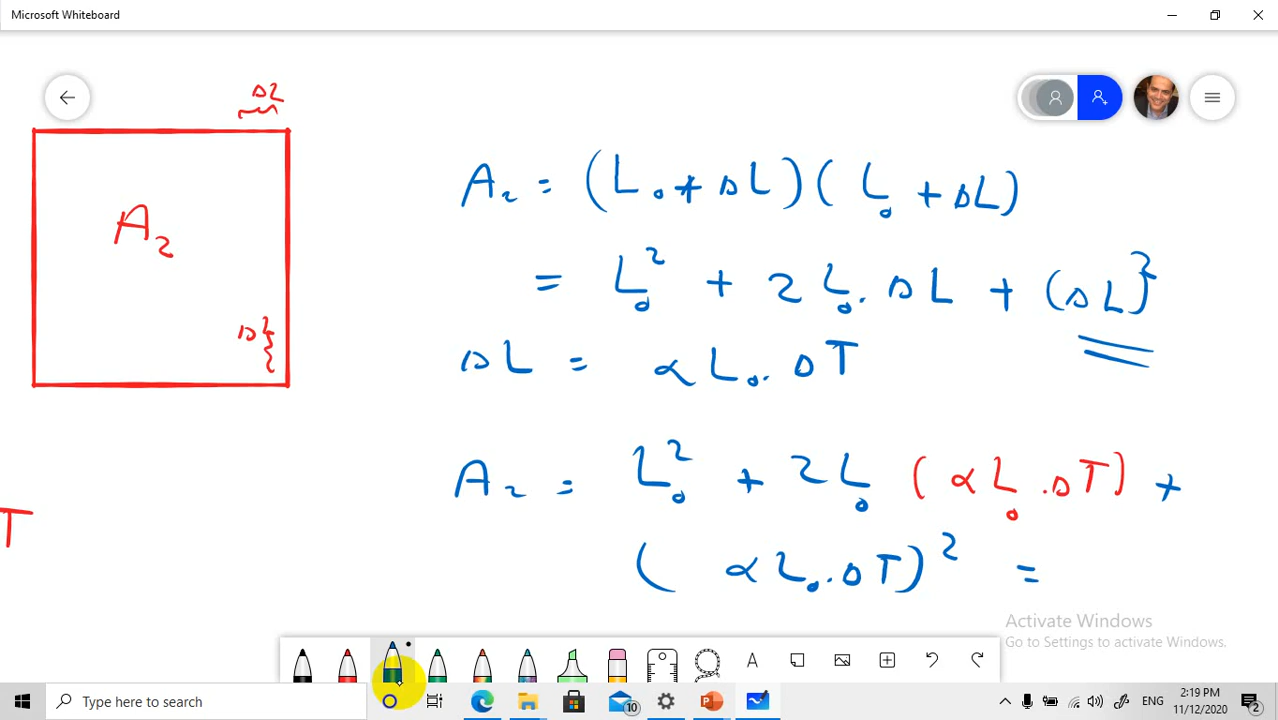 Microsoft Whiteboard
ΔL
A₂
ΔL
T
A₂ = (L₀ + ΔL)(L₀ + ΔL)
= L₀² + 2L₀.ΔL + (ΔL)²
ΔL = αL₀.ΔT
A₂ = L₀² + 2L₀ (αL₀.ΔT) +
(αL₀.ΔT)² =
Activate Windows
Go to Settings to activate Windows.
A
Type here to search
10
ENG
2:19 PM
11/12/2020
2